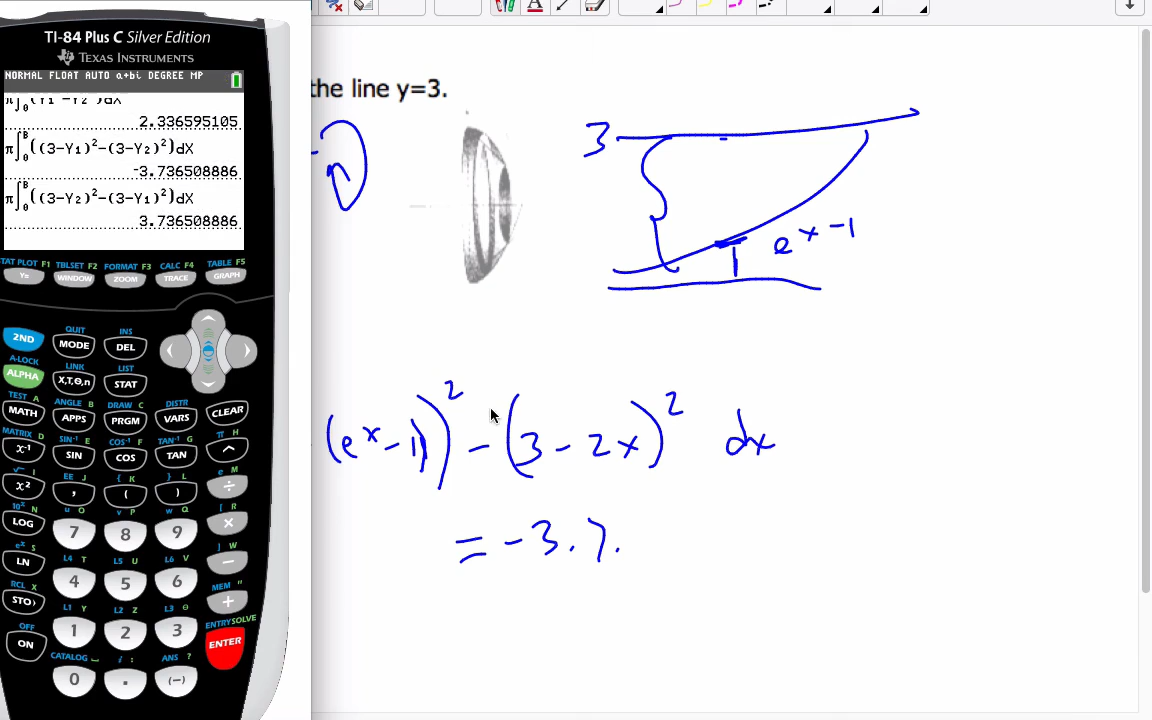 TI-84 Plus C Silver Edition
TEXAS INSTRUMENTS
NORMAL FLOAT AUTO a+bi DEGREE MP
2.336595105
π∫₀ᴮ((3-Y₁)²-(3-Y₂)²)dX
-3.736508886
π∫₀ᴮ((3-Y₂)²-(3-Y₁)²)dX
3.736508886
STAT PLOT F1 TBLSET F2 FORMAT F3 CALC F4 TABLE F5
Y= WINDOW ZOOM TRACE GRAPH
QUIT INS
2ND MODE DEL
A-LOCK LINK LIST
ALPHA X,T,Θ,n STAT
TEST A ANGLE B DRAW C DISTR
MATH APPS PRGM VARS CLEAR
MATRIX D SIN⁻¹ E COS⁻¹ F TAN⁻¹ G π H
x⁻¹ SIN COS TAN ^
√ I EE J { K } L e M
x² , ( ) ÷
10ˣ N u O v P w Q [ R
LOG 7 8 9 ×
eˣ S L4 T L5 U L6 V ] W
LN 4 5 6 −
RCL X L1 Y L2 Z L3 θ MEM "
STO› 1 2 3 +
OFF CATALOG ⎵ i : ANS ? ENTRY SOLVE
ON 0 . (−) ENTER
the line y=3.
3
e^x -1
(e^x -1))² - (3 - 2x)² dx
= -3.7.